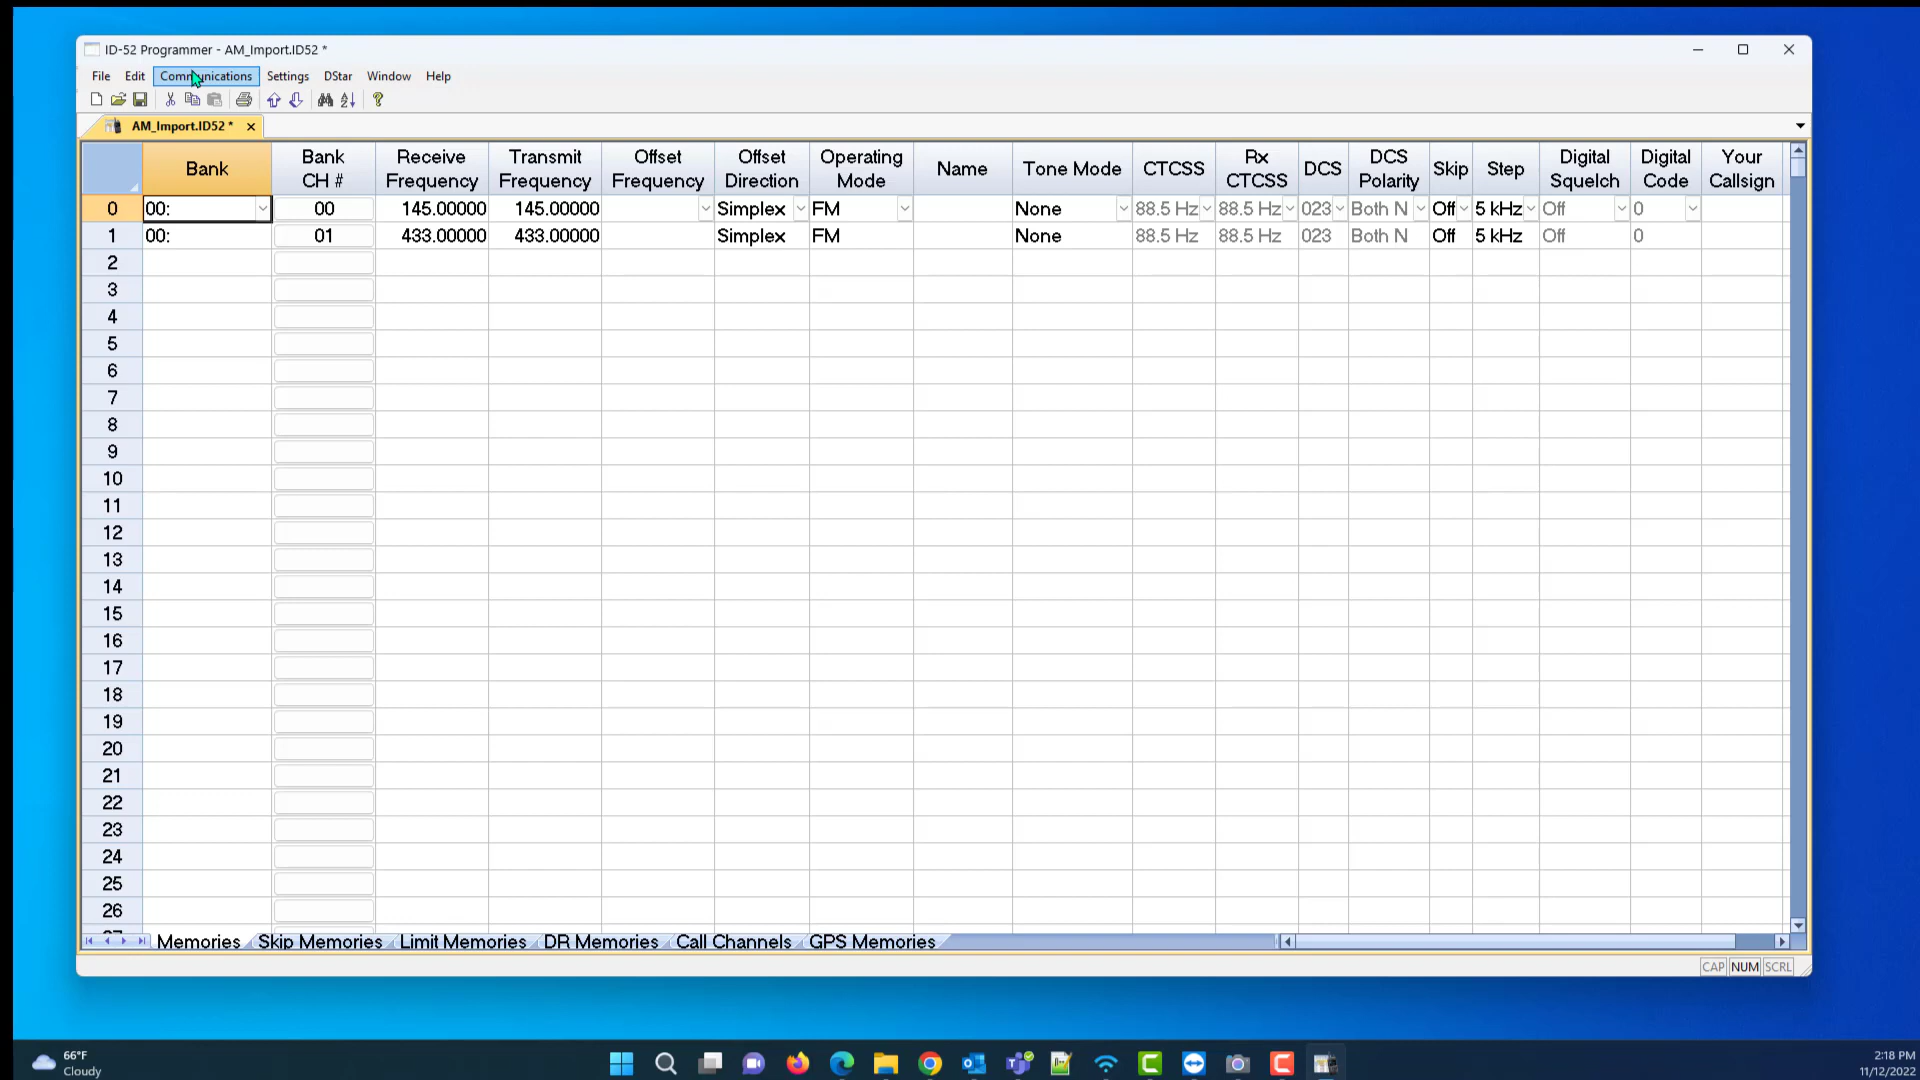 ID-52 Programmer - AM_Import.ID52 *
File Edit Communications Settings DStar Window Help
AM_Import.ID52 *
Bank Bank CH # Receive Frequency Transmit Frequency Offset Frequency Offset Direction Operating Mode Name Tone Mode CTCSS Rx CTCSS DCS DCS Polarity Skip Step Digital Squelch Digital Code Your Callsign
0 00: 00 145.00000 145.00000 Simplex FM None 88.5 Hz 88.5 Hz 023 Both N Off 5 kHz Off 0
1 00: 01 433.00000 433.00000 Simplex FM None 88.5 Hz 88.5 Hz 023 Both N Off 5 kHz Off 0
2
3
4
5
6
7
8
9
10
11
12
13
14
15
16
17
18
19
20
21
22
23
24
25
26
Memories Skip Memories Limit Memories DR Memories Call Channels GPS Memories
CAP NUM SCRL
66°F
Cloudy
2:18 PM
11/12/2022